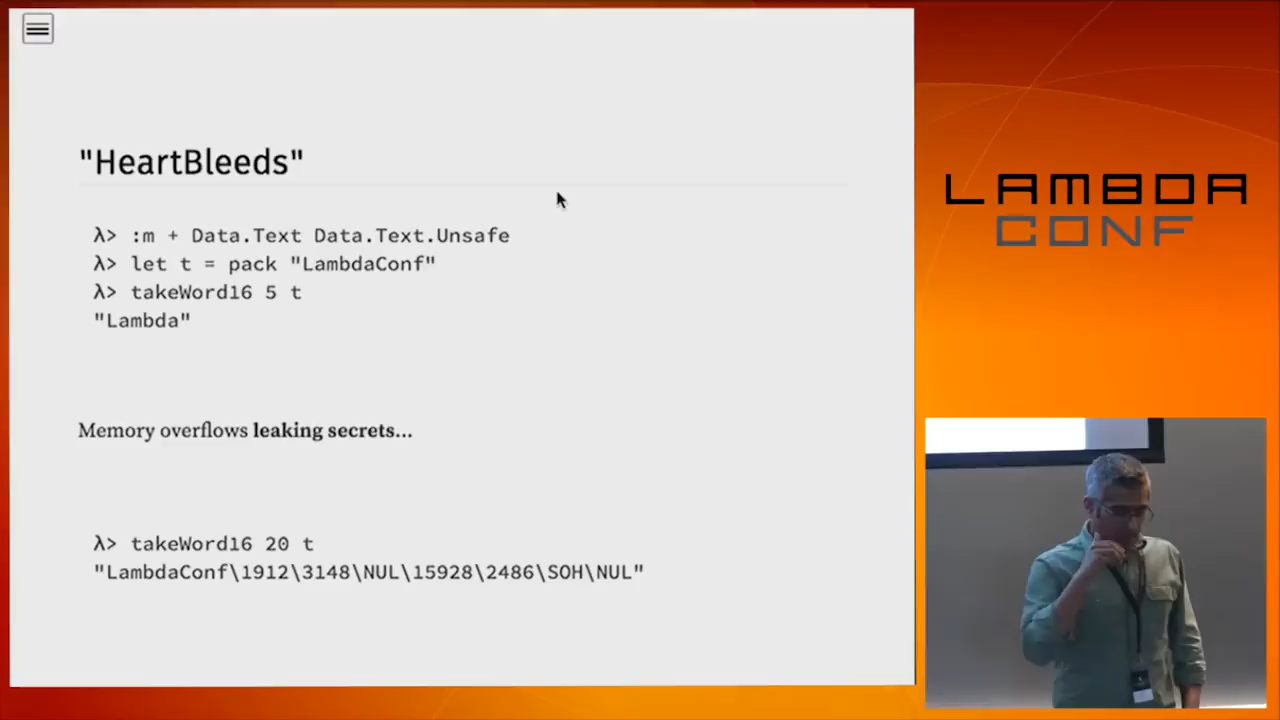 "HeartBleeds"
λ> :m + Data.Text Data.Text.Unsafe
λ> let t = pack "LambdaConf"
λ> takeWord16 5 t
"Lambda"
Memory overflows leaking secrets...
λ> takeWord16 20 t
"LambdaConf\1912\3148\NUL\15928\2486\SOH\NUL"
LAMBDA
CONF